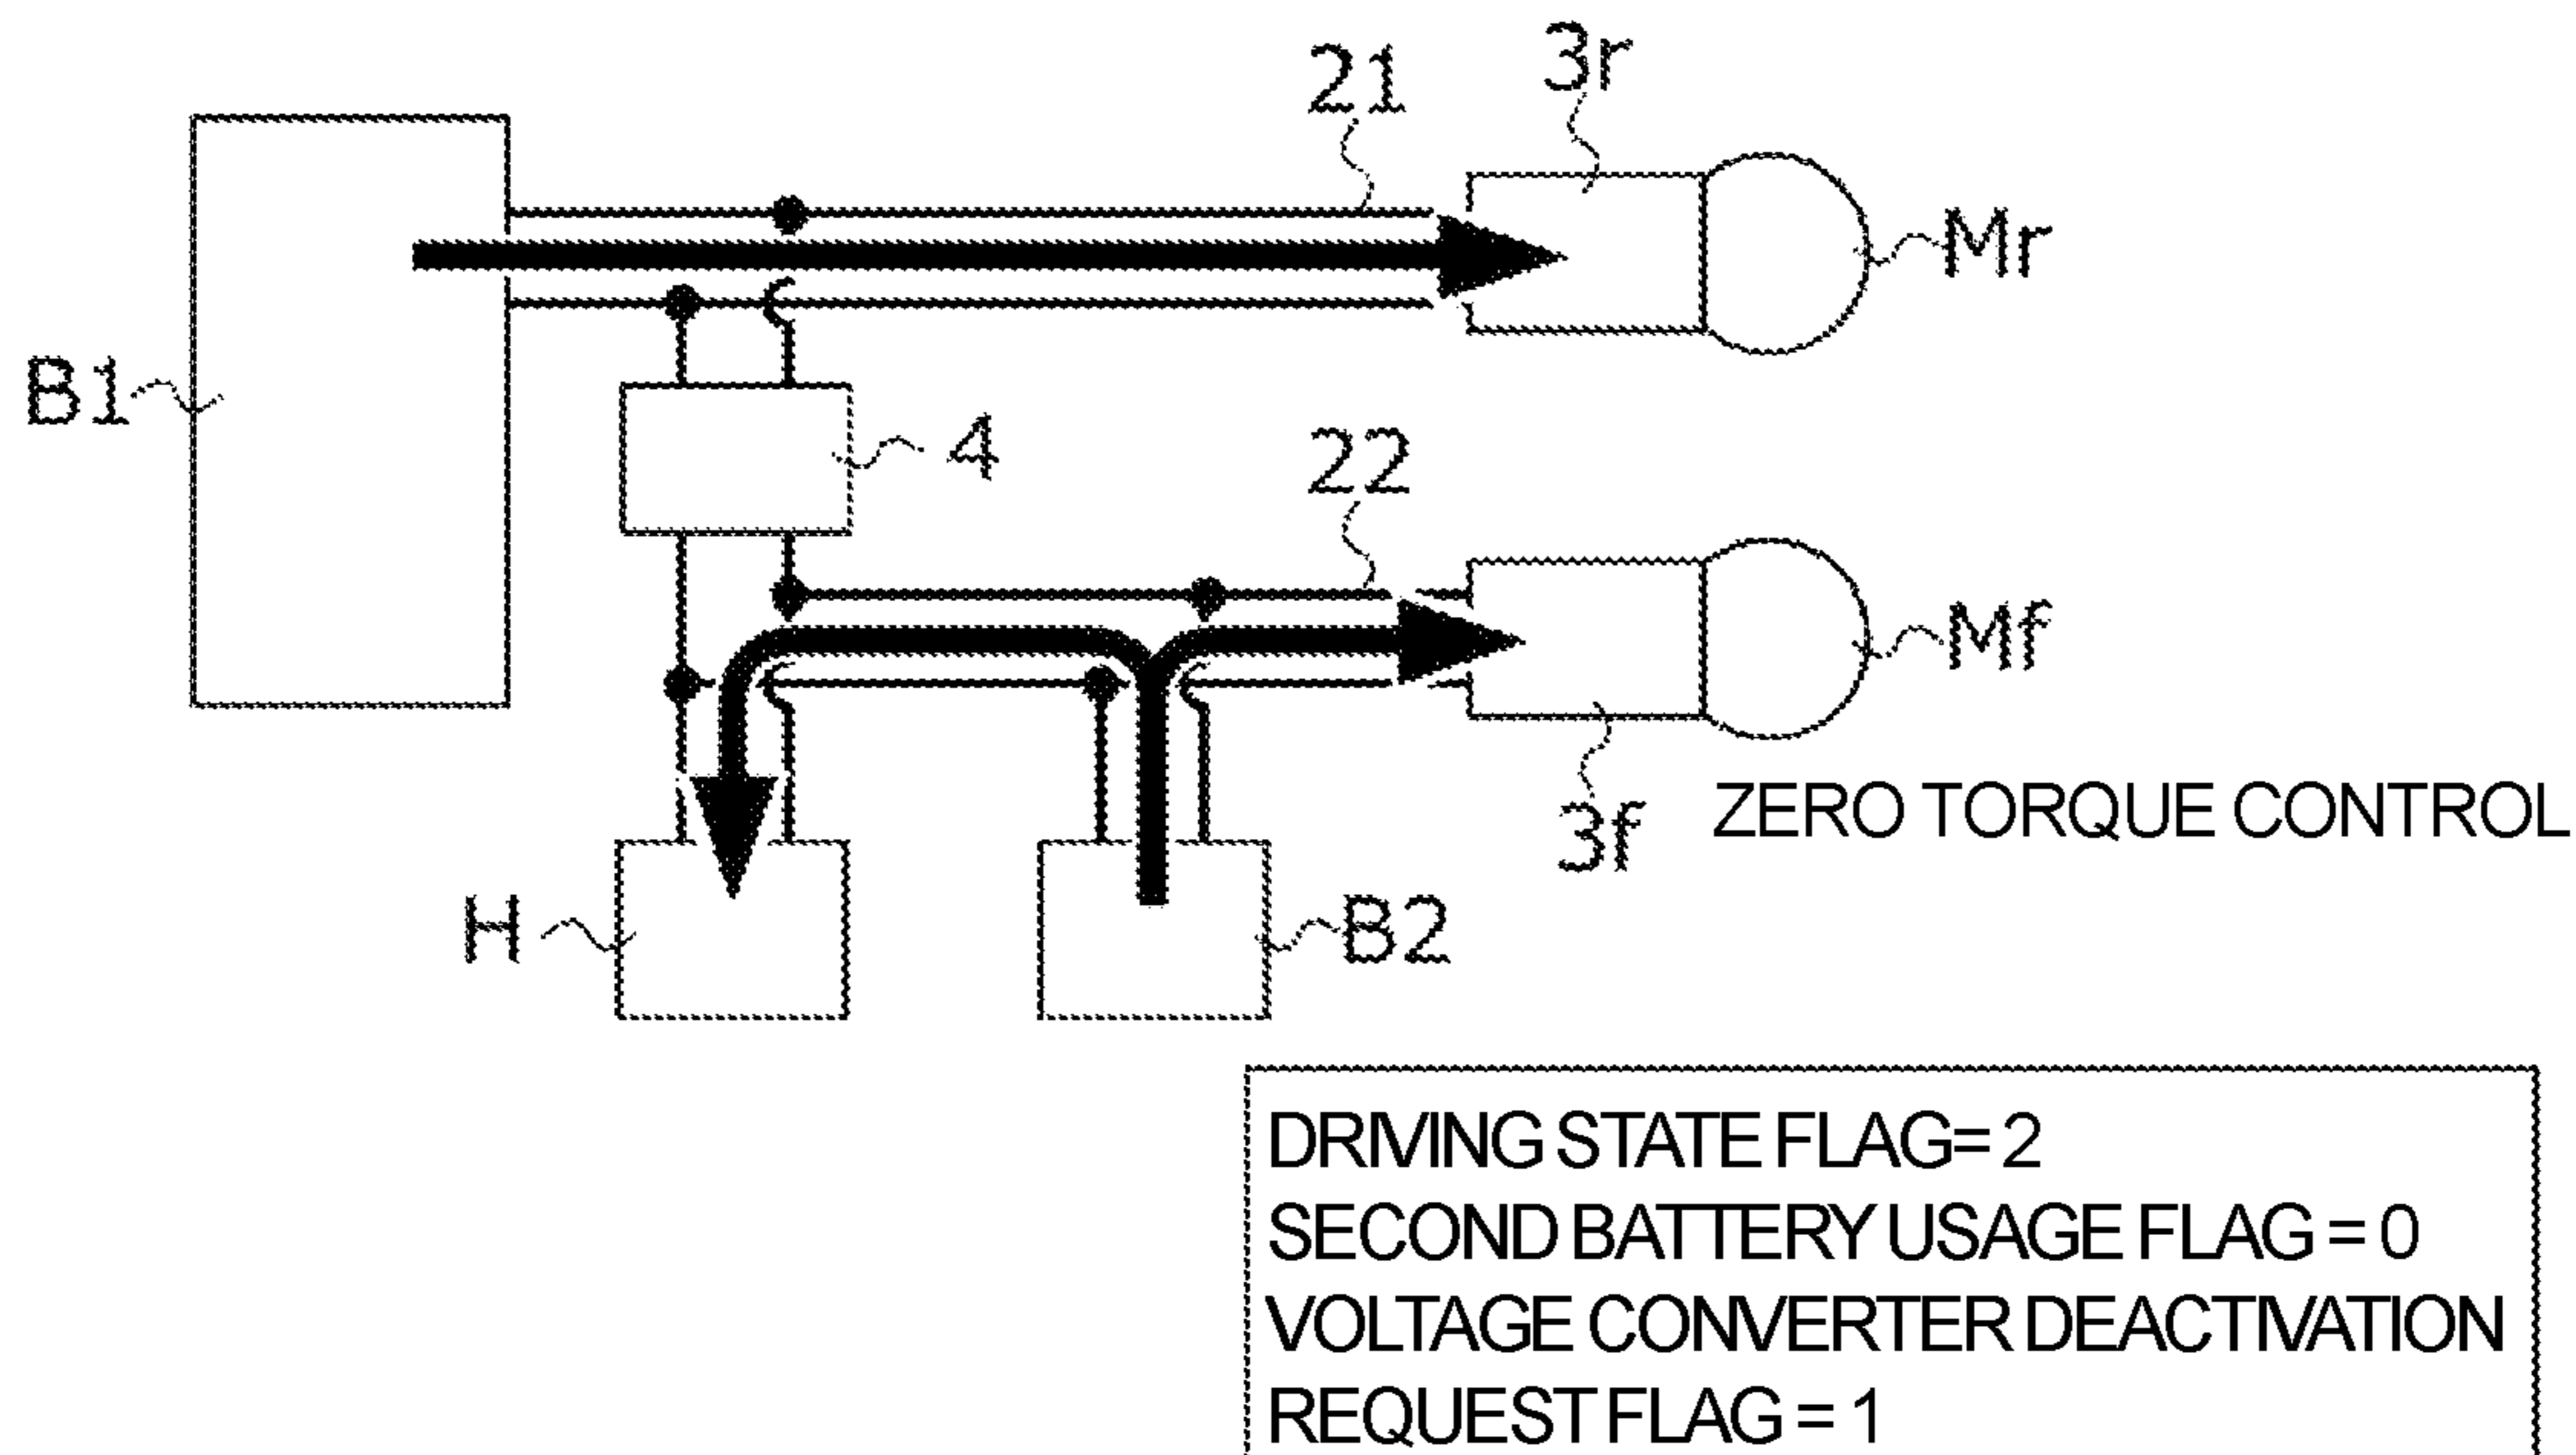 3r
21
Mr
B1
4
22
Mf
3f
ZERO TORQUE CONTROL
H
B2
DRIVING STATE FLAG= 2
SECOND BATTERY USAGE FLAG = 0
VOLTAGE CONVERTER DEACTIVATION
REQUEST FLAG = 1